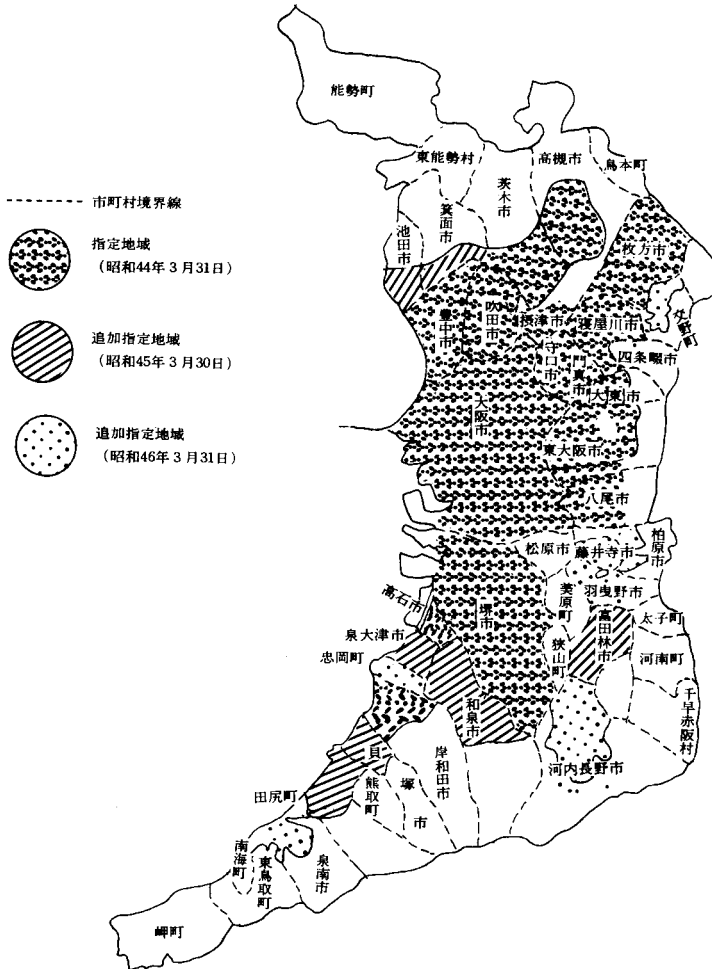 市町村境界線
指定地域
(昭和44年3月31日)
追加指定地域
(昭和45年3月30日)
追加指定地域
(昭和46年3月31日)
能勢町
東能勢村
高槻市
島本町
茨木市
箕面市
池田市
枚方市
交野町
豊中市
吹田市
摂津市
寝屋川市
守口市
門真市
四条畷市
大東市
大阪市
東大阪市
八尾市
松原市
藤井寺市
柏原市
高石市
堺市
美原町
羽曳野市
富田林市
太子町
泉大津市
忠岡町
狭山町
河南町
千早赤阪村
和泉市
岸和田市
貝塚市
熊取町
河内長野市
田尻町
南海町
東鳥取町
泉南市
岬町